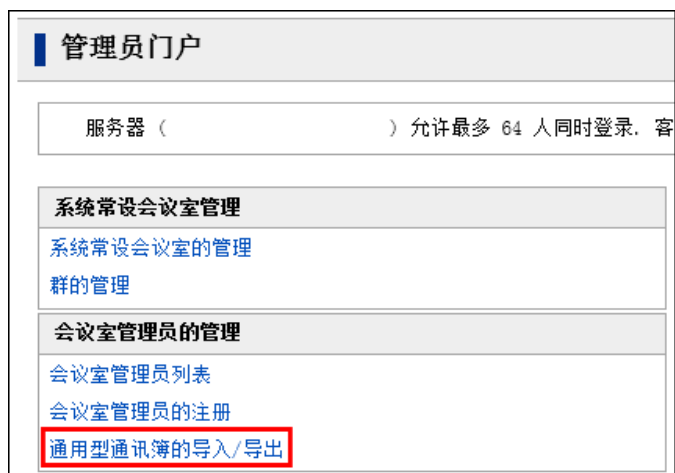 管理员门户
服务器（ ）允许最多 64 人同时登录. 客
系统常设会议室管理
系统常设会议室的管理
群的管理
会议室管理员的管理
会议室管理员列表
会议室管理员的注册
通用型通讯簿的导入/导出